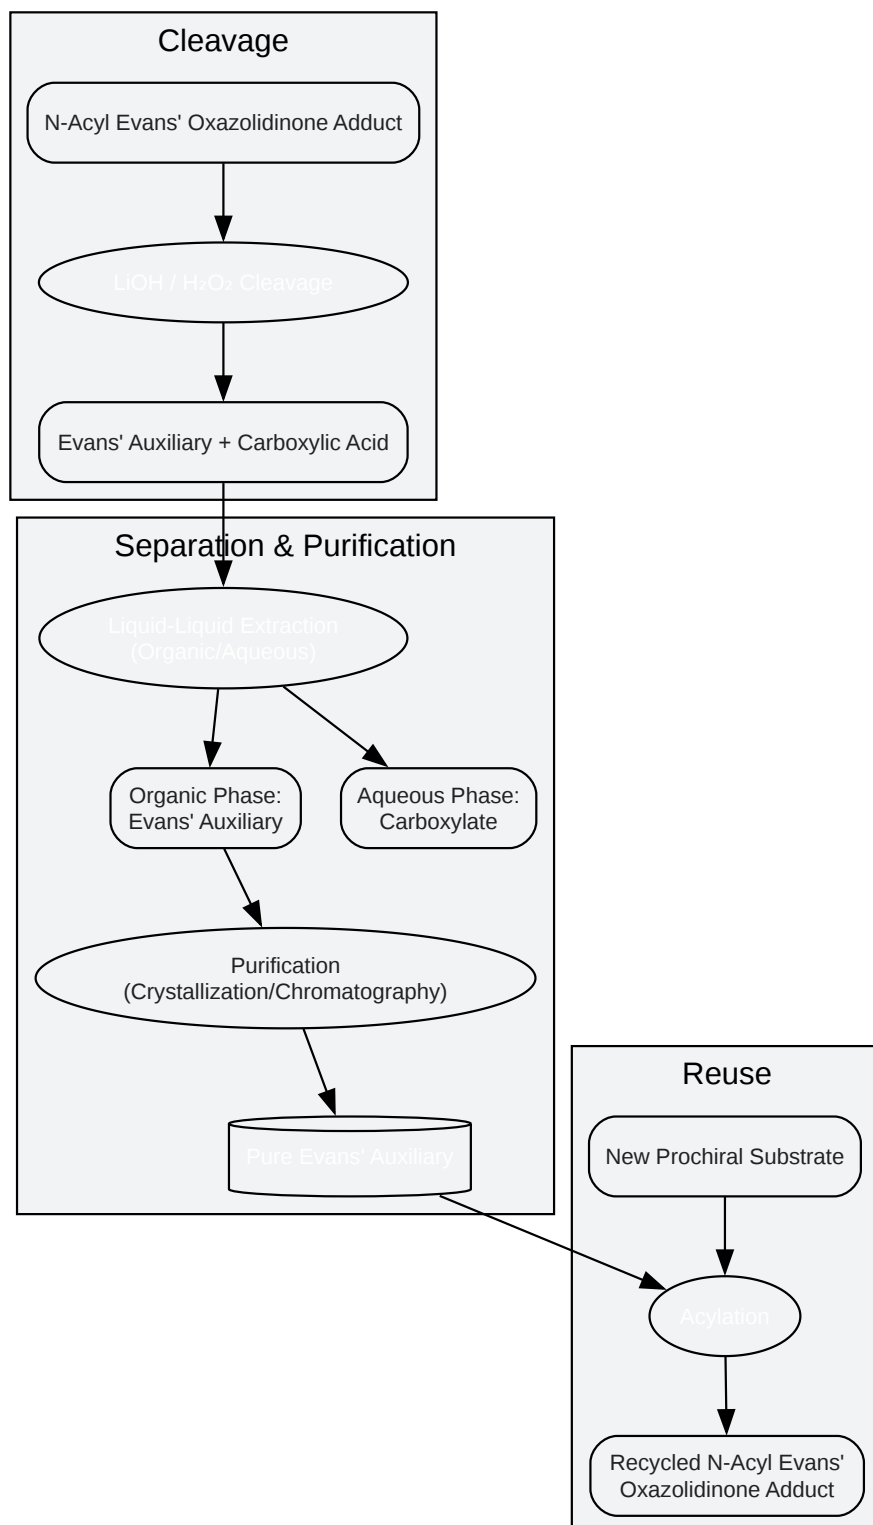 Cleavage
N-Acyl Evans' Oxazolidinone Adduct
LiOH / H₂O₂ Cleavage
Evans' Auxiliary + Carboxylic Acid
Separation & Purification
Liquid-Liquid Extraction
(Organic/Aqueous)
Organic Phase:
Evans' Auxiliary
Aqueous Phase:
Carboxylate
Purification
(Crystallization/Chromatography)
Pure Evans' Auxiliary
Reuse
New Prochiral Substrate
Acylation
Recycled N-Acyl Evans'
Oxazolidinone Adduct